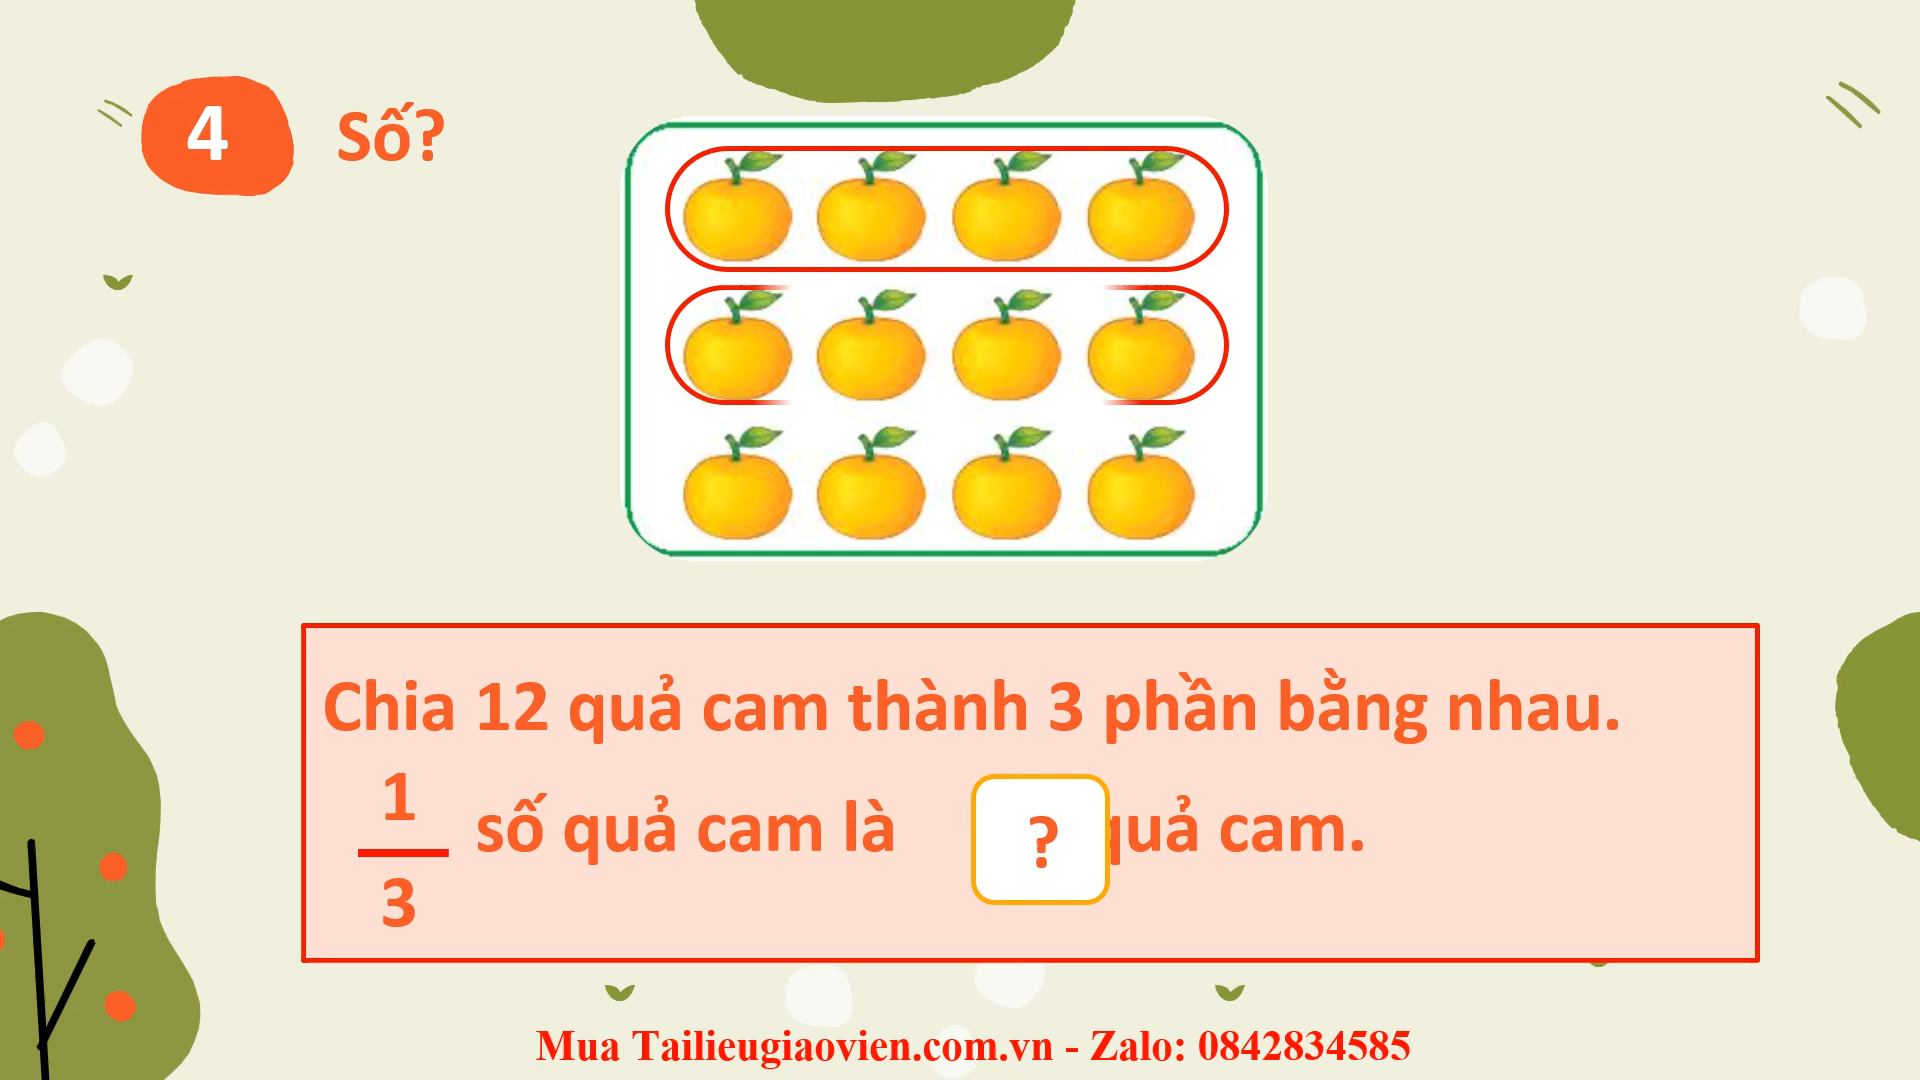 4 Số?
Chia 12 quả cam thành 3 phần bằng nhau.
1
số quả cam là ? quả cam.
3
Mua Tailieugiaovien.com.vn - Zalo: 0842834585